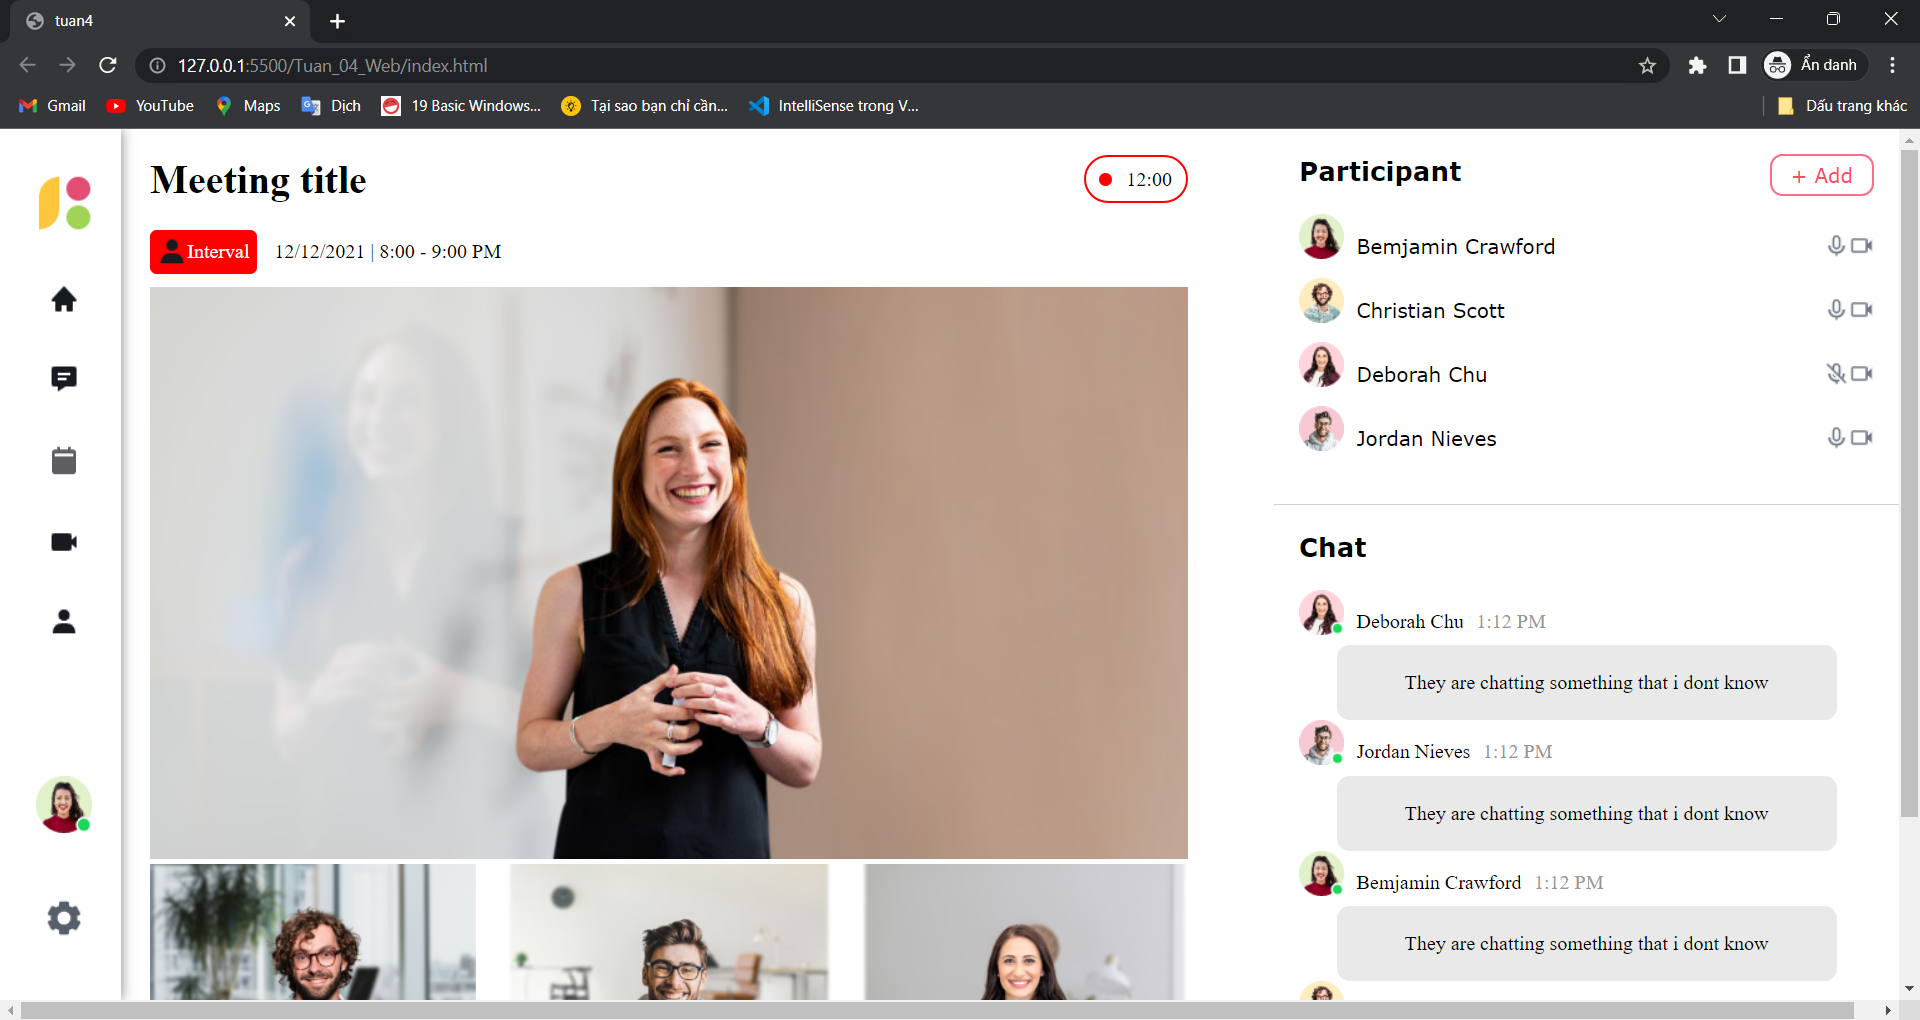 tuan4
127.0.0.1:5500/Tuan_04_Web/index.html
Ẩn danh
Gmail
YouTube
Maps
Dịch
19 Basic Windows...
Tại sao bạn chỉ cần...
IntelliSense trong V...
Dấu trang khác
Meeting title
12:00
Interval
12/12/2021 | 8:00 - 9:00 PM
Participant
+ Add
Bemjamin Crawford
Christian Scott
Deborah Chu
Jordan Nieves
Chat
Deborah Chu 1:12 PM
They are chatting something that i dont know
Jordan Nieves 1:12 PM
They are chatting something that i dont know
Bemjamin Crawford 1:12 PM
They are chatting something that i dont know